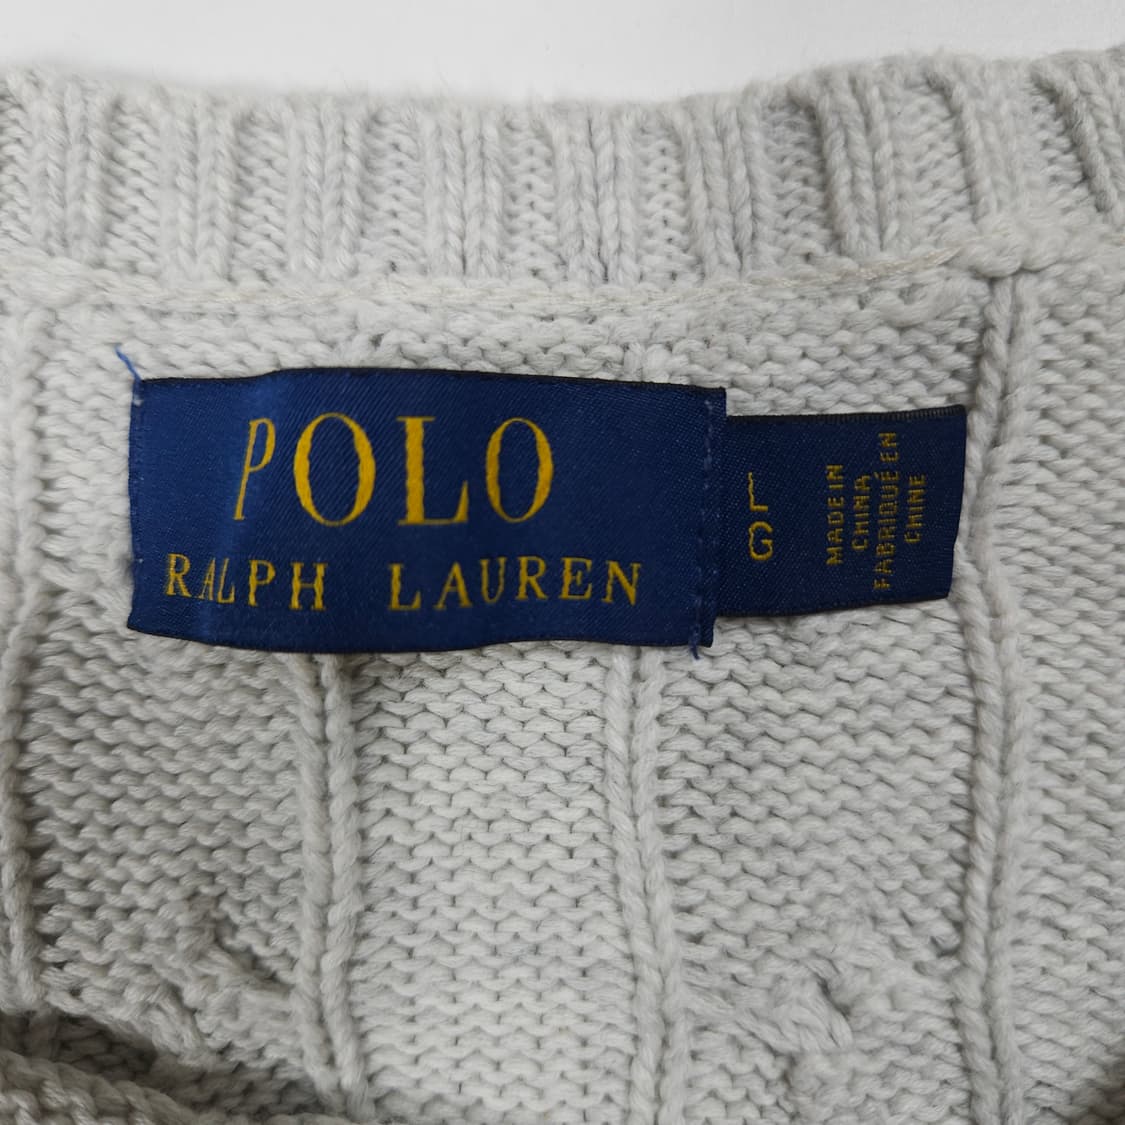 POLO
RALPH LAUREN
L
G
MADE IN
CHINA
FABRIQUÉ EN
CHINE